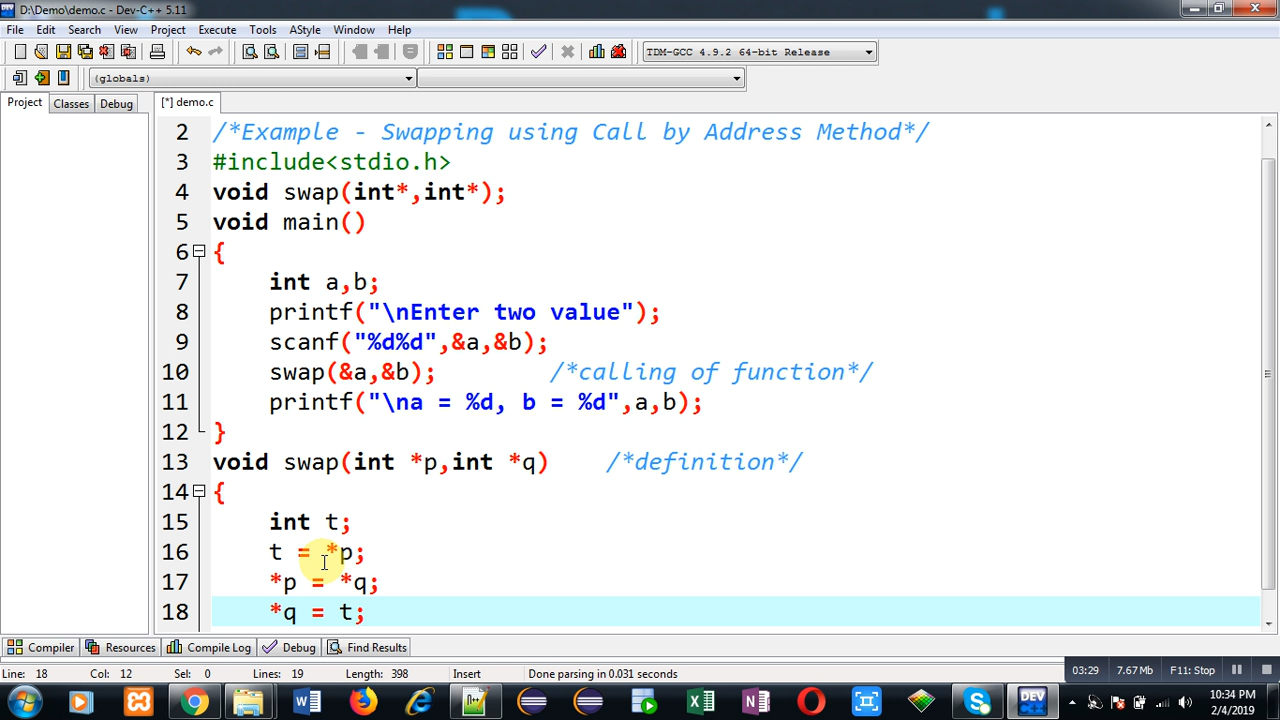 D:\Demo\demo.c - Dev-C++ 5.11
File Edit Search View Project Execute Tools AStyle Window Help
TDM-GCC 4.9.2 64-bit Release
(globals)
Project Classes Debug [*] demo.c
2 /*Example - Swapping using Call by Address Method*/
3 #include<stdio.h>
4 void swap(int*,int*);
5 void main()
6 {
7 int a,b;
8 printf("\nEnter two value");
9 scanf("%d%d",&a,&b);
10 swap(&a,&b); /*calling of function*/
11 printf("\na = %d, b = %d",a,b);
12 }
13 void swap(int *p,int *q) /*definition*/
14 {
15 int t;
16 t = *p;
17 *p = *q;
18 *q = t;
Compiler Resources Compile Log Debug Find Results
Line: 18 Col: 12 Sel: 0 Lines: 19 Length: 398 Insert Done parsing in 0.031 seconds 03:29 7.67 Mb F11: Stop
10:34 PM
2/4/2019